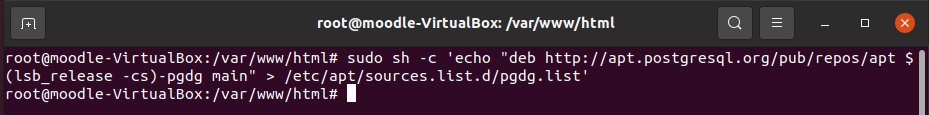 root@moodle-VirtualBox: /var/www/html
root@moodle-VirtualBox:/var/www/html# sudo sh -c 'echo "deb http://apt.postgresql.org/pub/repos/apt $
(lsb_release -cs)-pgdg main" > /etc/apt/sources.list.d/pgdg.list'
root@moodle-VirtualBox:/var/www/html#